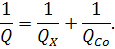 1/Q = 1/Q_X + 1/Q_Co.